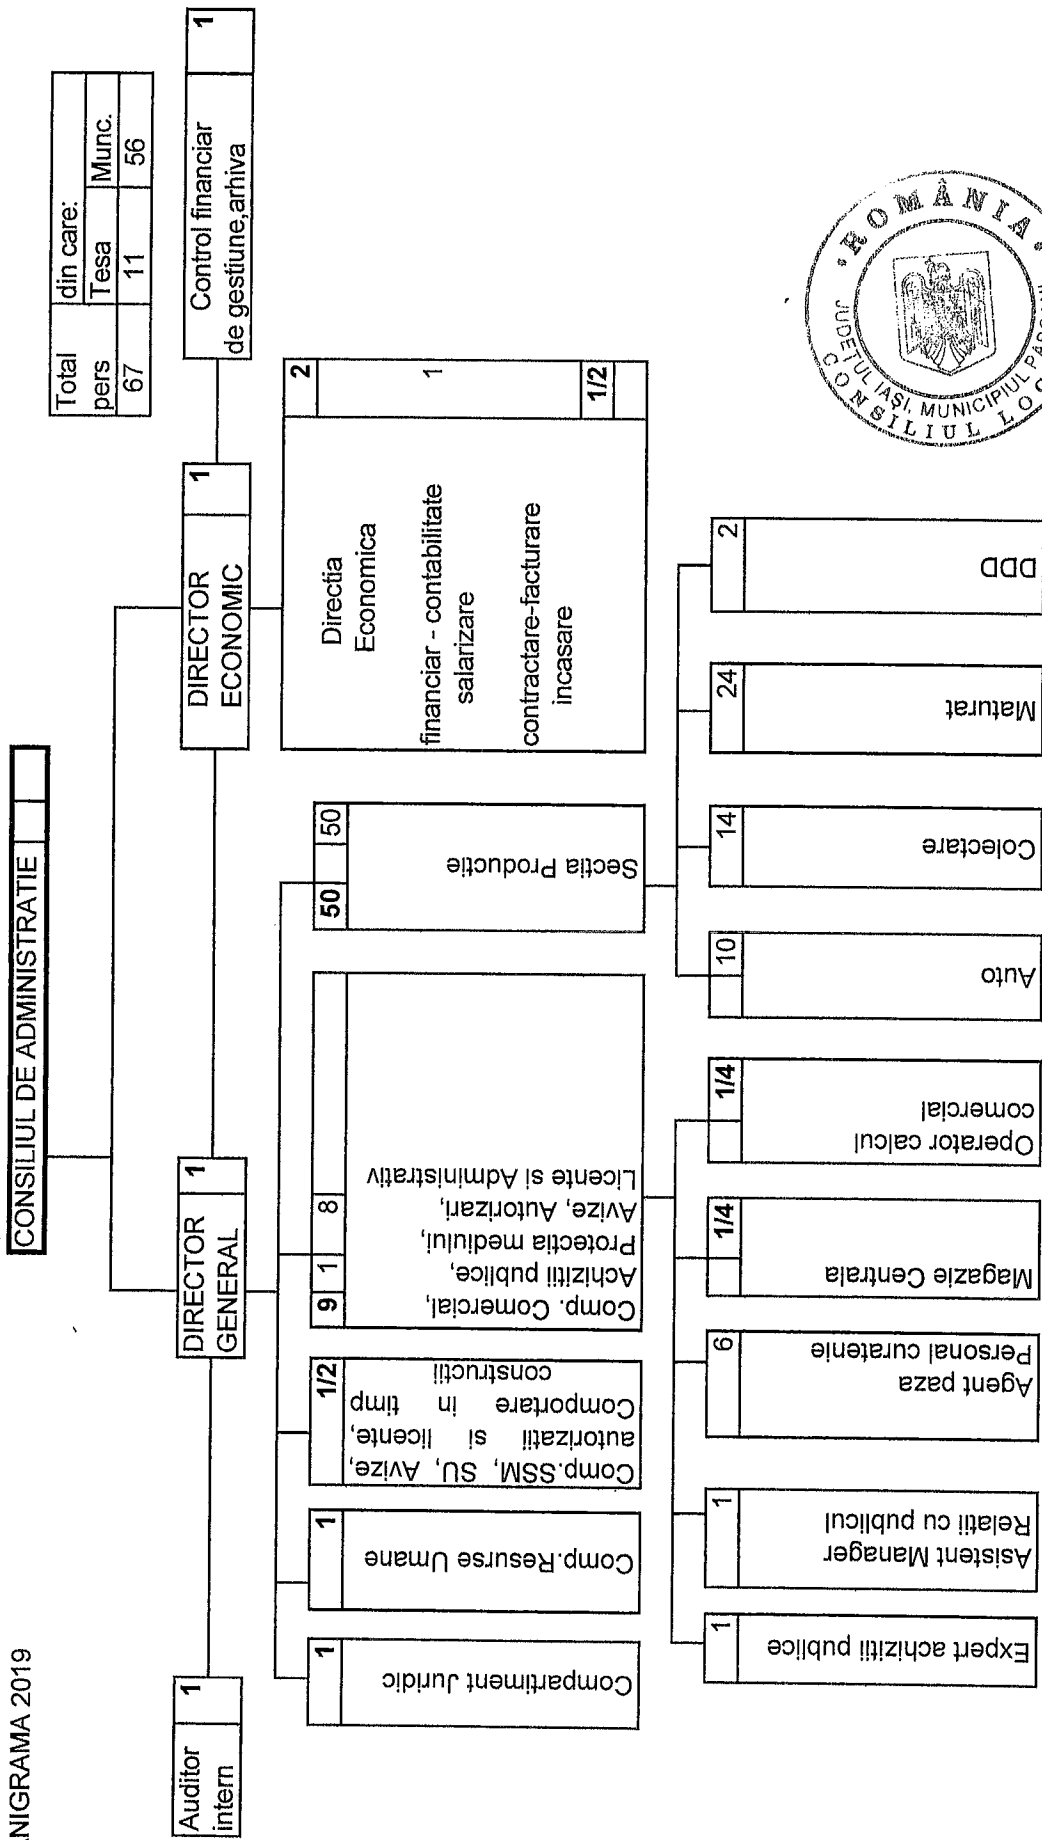 ANIGRAMA 2019
CONSILIUL DE ADMINISTRATIE
Total pers
din care:
Tesa
Munc.
67
11
56
Auditor
intern
1
DIRECTOR
GENERAL
1
DIRECTOR
ECONOMIC
1
Control financiar
de gestiune,arhiva
1
Compartiment Juridic
1
Comp.Resurse Umane
1
Comp.SSM, SU, Avize,
autorizatii si licente,
Comportare in timp
constructii
1/2
9
1
8
Comp. Comercial,
Achizitii publice,
Protectia mediului,
Avize, Autorizari,
Licente si Administrativ
50
50
Sectia Productie
Directia
Economica
2
financiar - contabilitate
salarizare
1
contractare-facturare
incasare
1/2
1
Expert achizitii publice
1
Asistent Manager
Relatii cu publicul
6
Agent paza
Personal curatenie
1/4
Magazie Centrala
1/4
Operator calcul
comercial
10
Auto
14
Colectare
24
Maturat
2
DDD
ROMÂNIA
JUDEŢUL IAŞI, MUNICIPIUL
CONSILIUL